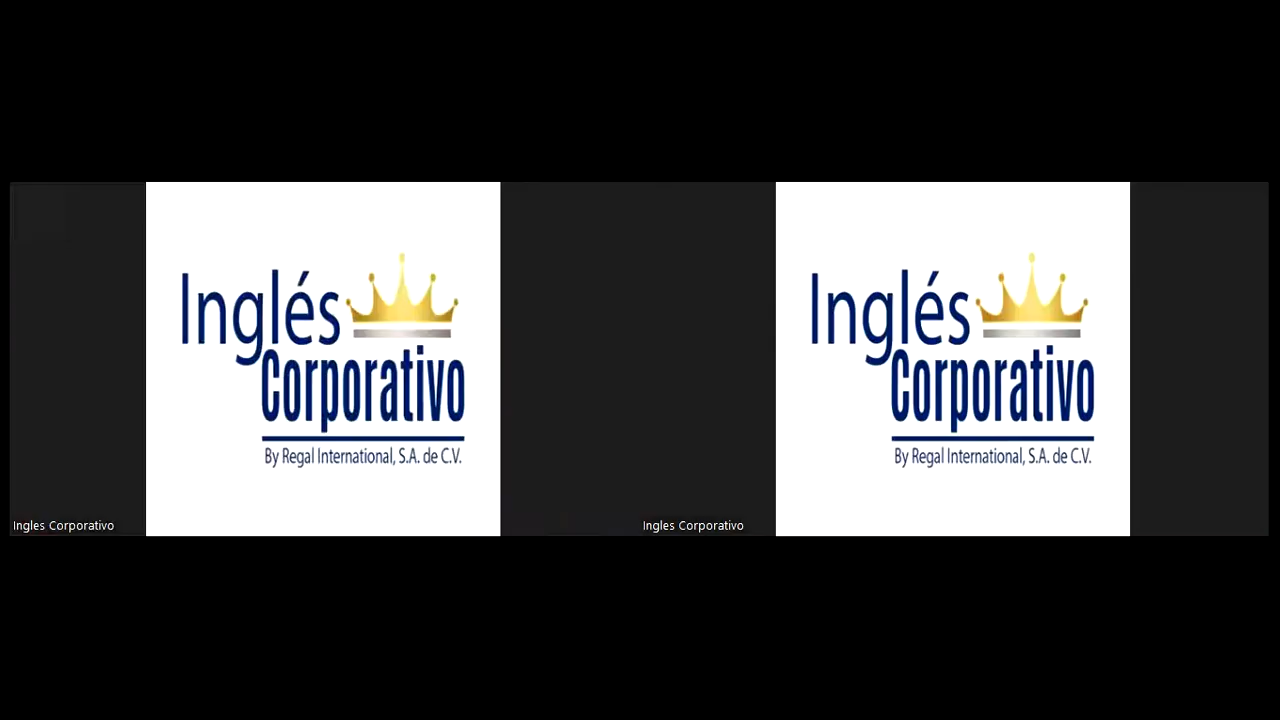 Inglés
Corporativo
By Regal International, S.A. de C.V.
Ingles Corporativo
Inglés
Corporativo
By Regal International, S.A. de C.V.
Ingles Corporativo